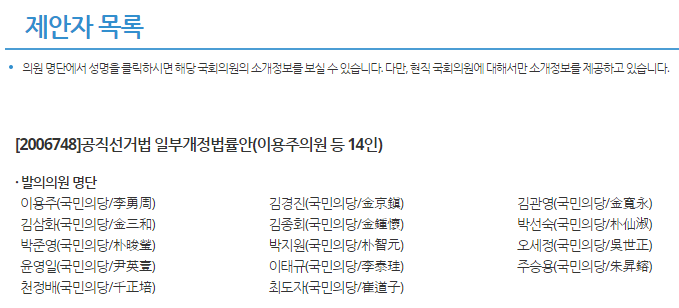 제안자 목록
의원 명단에서 성명을 클릭하시면 해당 국회의원의 소개정보를 보실 수 있습니다. 다만, 현직 국회의원에 대해서만 소개정보를 제공하고 있습니다.
[2006748]공직선거법 일부개정법률안(이용주의원 등 14인)
· 발의의원 명단
이용주(국민의당/李勇周) 김경진(국민의당/金京鎭) 김관영(국민의당/金寬永)
김삼화(국민의당/金三和) 김종회(국민의당/金鍾懷) 박선숙(국민의당/朴仙淑)
박준영(국민의당/朴晙瑩) 박지원(국민의당/朴智元) 오세정(국민의당/吳世正)
윤영일(국민의당/尹英壹) 이태규(국민의당/李泰珪) 주승용(국민의당/朱昇鎔)
천정배(국민의당/千正培) 최도자(국민의당/崔道子)